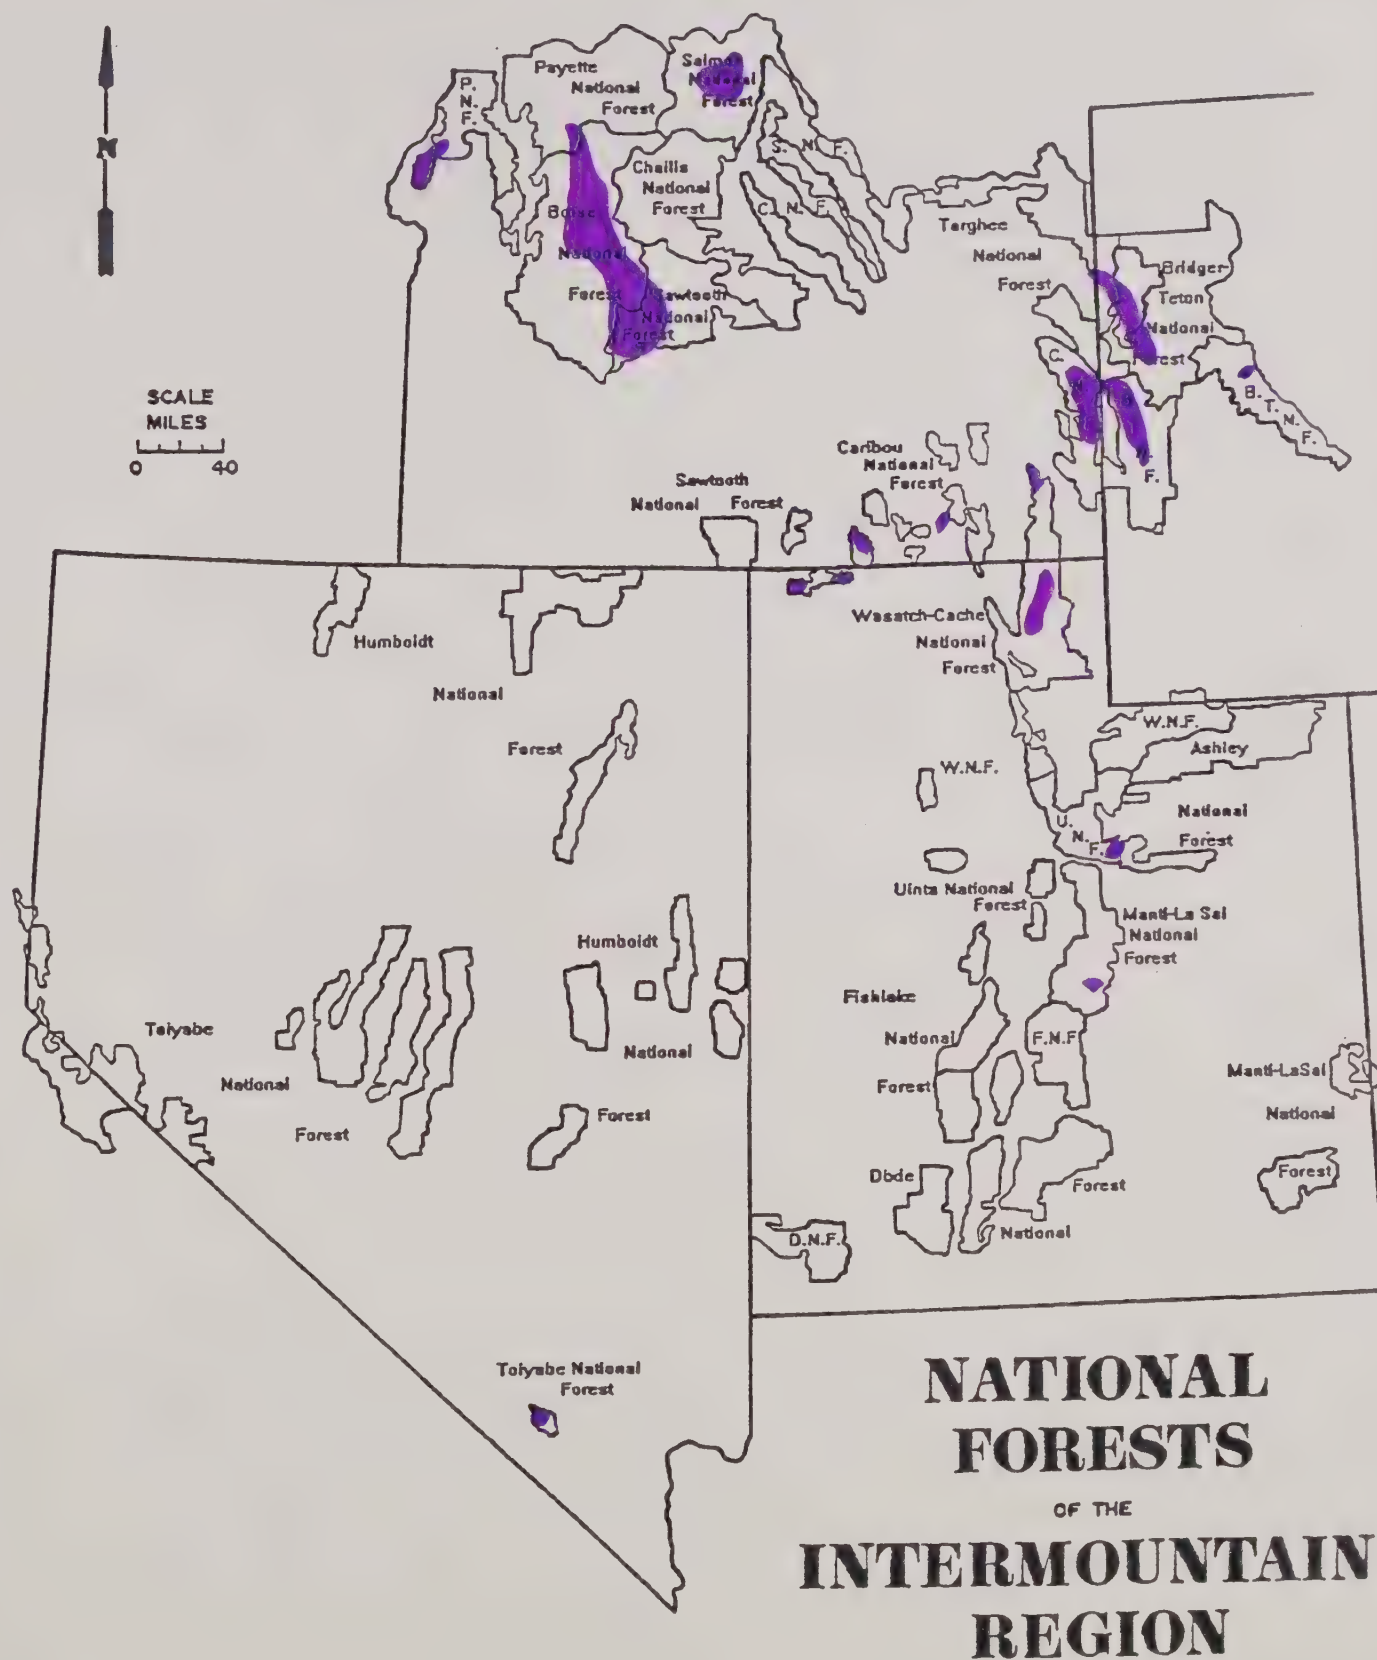 N
Payette
National
Forest
P.
N.
F.
Salmon
National
Forest
Challis
National
Forest
S. N. F.
C. N. F.
Boise
National
Forest
Sawtooth
National
Forest
Targhee
National
Forest
Bridger-
Teton
National
Forest
C.
N.
F.
B.
T. N. F.
SCALE
MILES
0 40
Caribou
National
Forest
Sawtooth
National Forest
Humboldt
National
Forest
Wasatch-Cache
National
Forest
W.N.F.
Ashley
National
Forest
W.N.F.
U.
N.
F.
Uinta National
Forest
Manti-La Sal
National
Forest
Humboldt
National
Forest
Fishlake
National
Forest
F.N.F
Toiyabe
National
Forest
Manti-LaSal
National
Forest
Dixie
National
Forest
D.N.F.
Toiyabe National
Forest
NATIONAL
FORESTS
OF THE
INTERMOUNTAIN
REGION